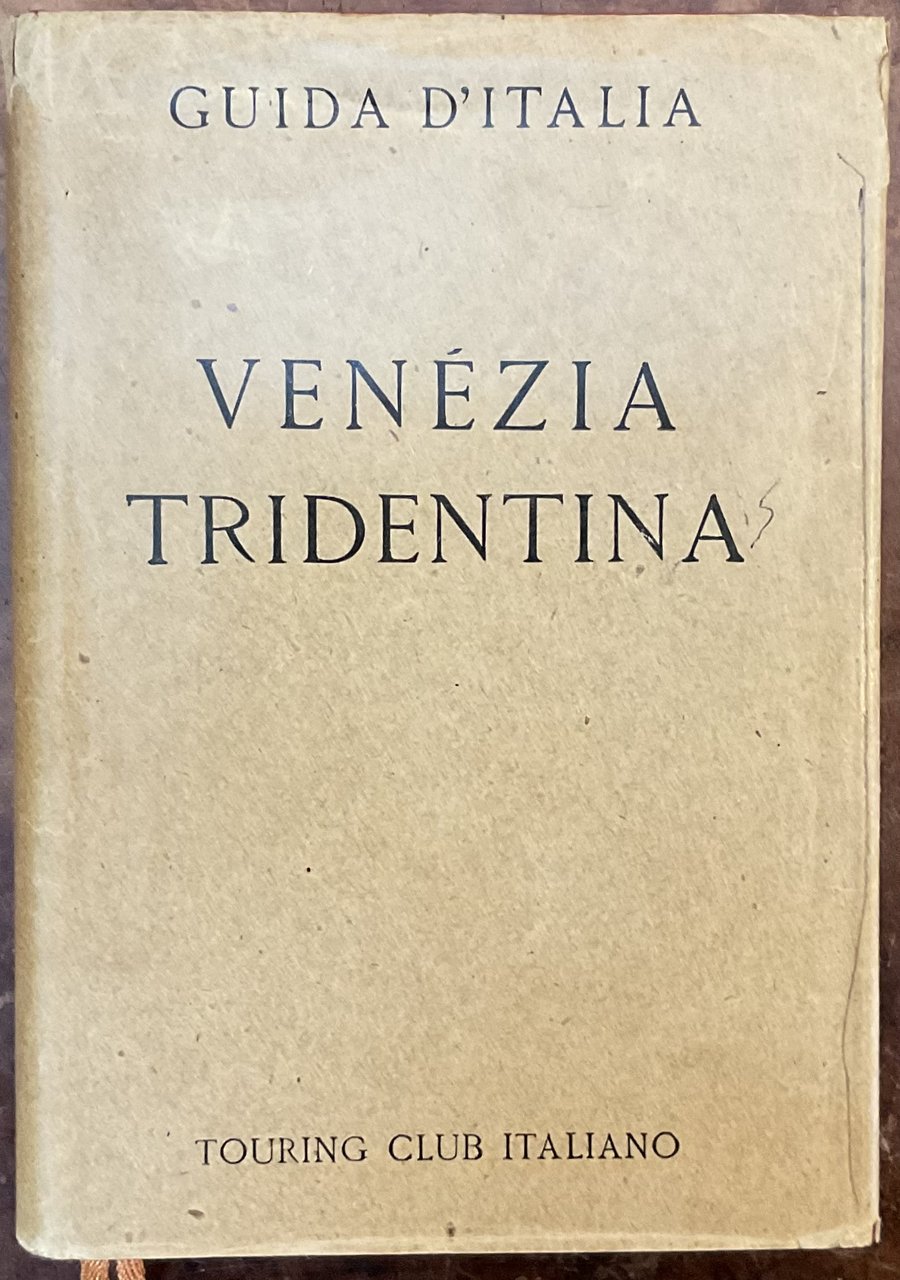 GUIDA D'ITALIA
VENÉZIA
TRIDENTINA
TOURING CLUB ITALIANO